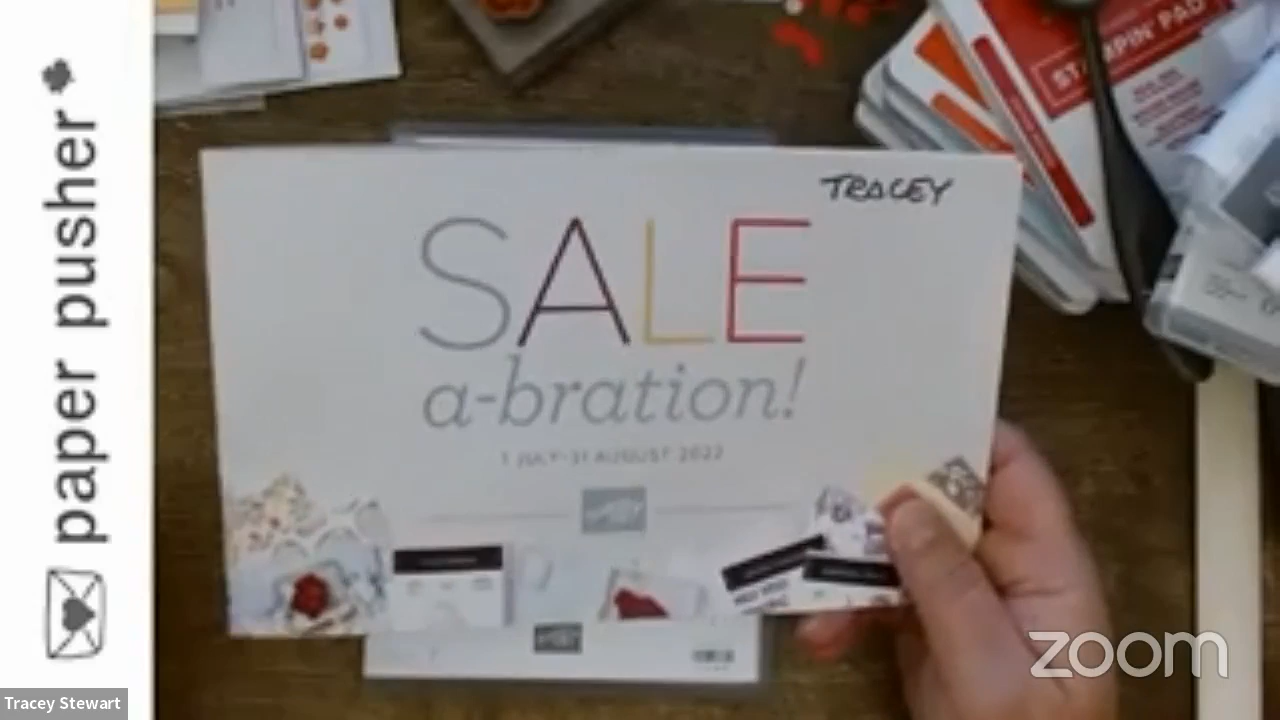 paper pusher
STAMPIN' PAD
TRACEY
SALE
a-bration!
1 JULY-31 AUGUST 2022
zoom
Tracey Stewart